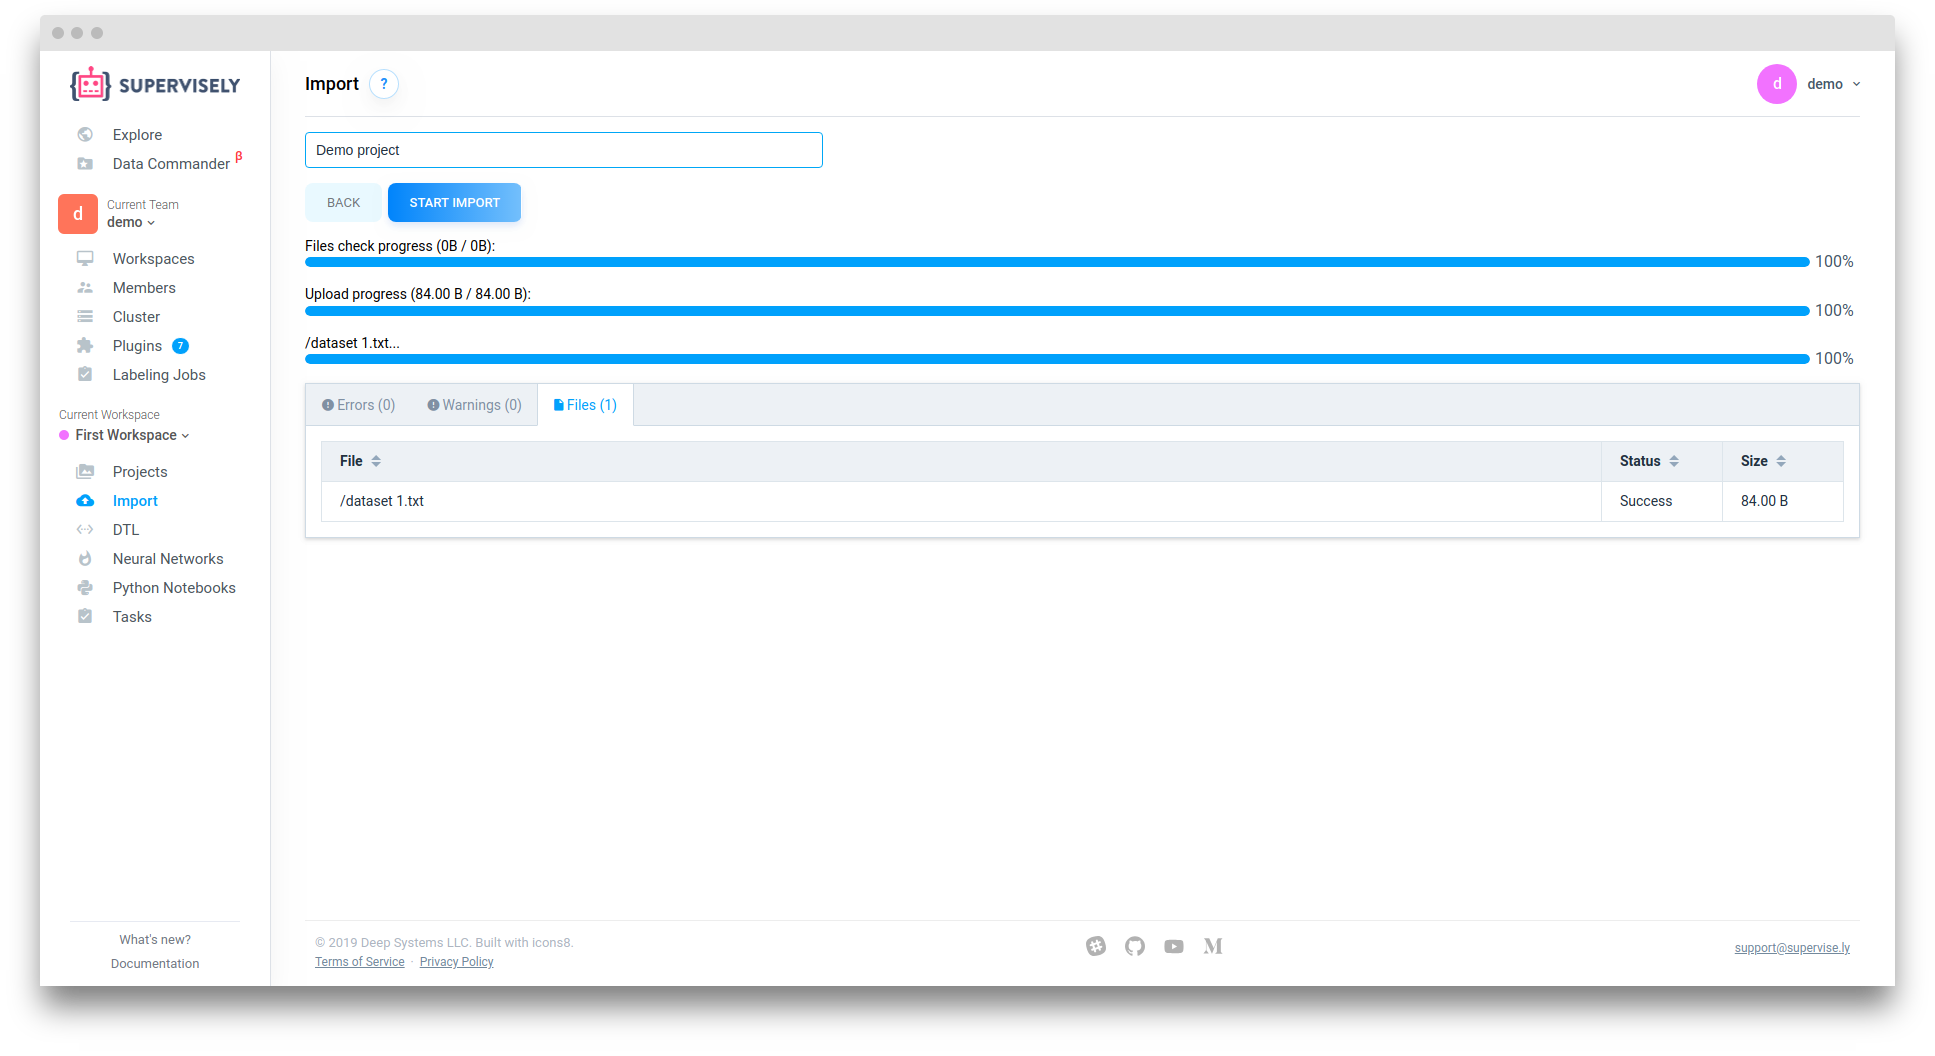 SUPERVISELY
Explore
Data Commander β
d
Current Team
demo
Workspaces
Members
Cluster
Plugins 7
Labeling Jobs
Current Workspace
First Workspace
Projects
Import
DTL
Neural Networks
Python Notebooks
Tasks
What's new?
Documentation
Import ?
d demo
Demo project
BACK START IMPORT
Files check progress (0B / 0B):
100%
Upload progress (84.00 B / 84.00 B):
100%
/dataset 1.txt...
100%
Errors (0) Warnings (0) Files (1)
File Status Size
/dataset 1.txt Success 84.00 B
© 2019 Deep Systems LLC. Built with icons8.
Terms of Service · Privacy Policy
support@supervise.ly